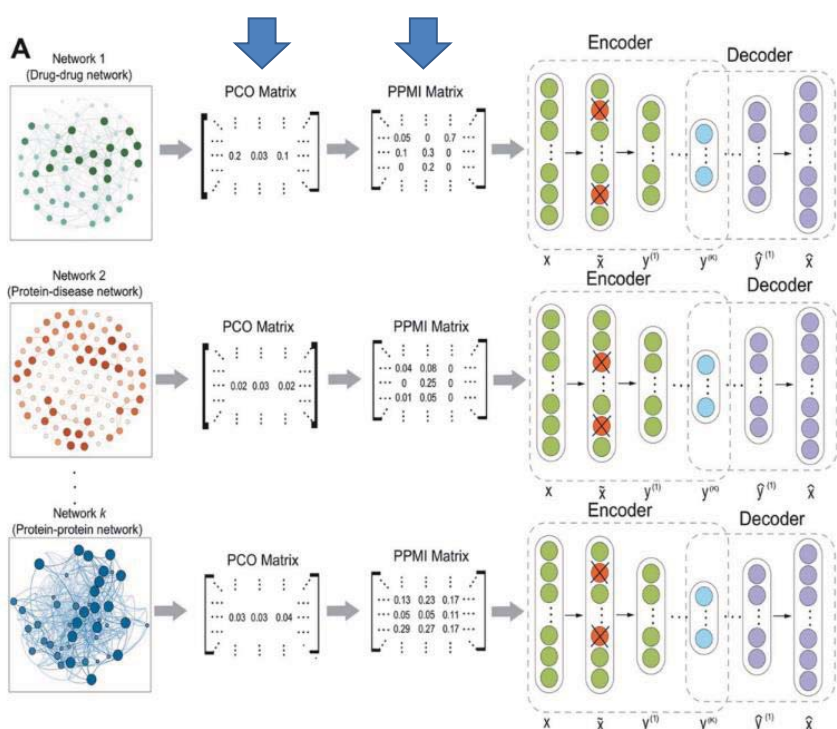 A
Network 1
(Drug-drug network)
PCO Matrix
0.2 0.03 0.1
PPMI Matrix
0.05 0 0.7
0.1 0.3 0
0 0.2 0
Encoder
Decoder
x x̃ y⁽¹⁾ y⁽ᴷ⁾ ŷ⁽¹⁾ x̂
Network 2
(Protein-disease network)
PCO Matrix
0.02 0.03 0.02
PPMI Matrix
0.04 0.08 0
0 0.25 0
0.01 0.05 0
Encoder
Decoder
x x̃ y⁽¹⁾ y⁽ᴷ⁾ ŷ⁽¹⁾ x̂
Network k
(Protein-protein network)
PCO Matrix
0.03 0.03 0.04
PPMI Matrix
0.13 0.23 0.17
0.05 0.05 0.11
0.29 0.27 0.17
Encoder
Decoder
x x̃ y⁽¹⁾ y⁽ᴷ⁾ ŷ⁽¹⁾ x̂